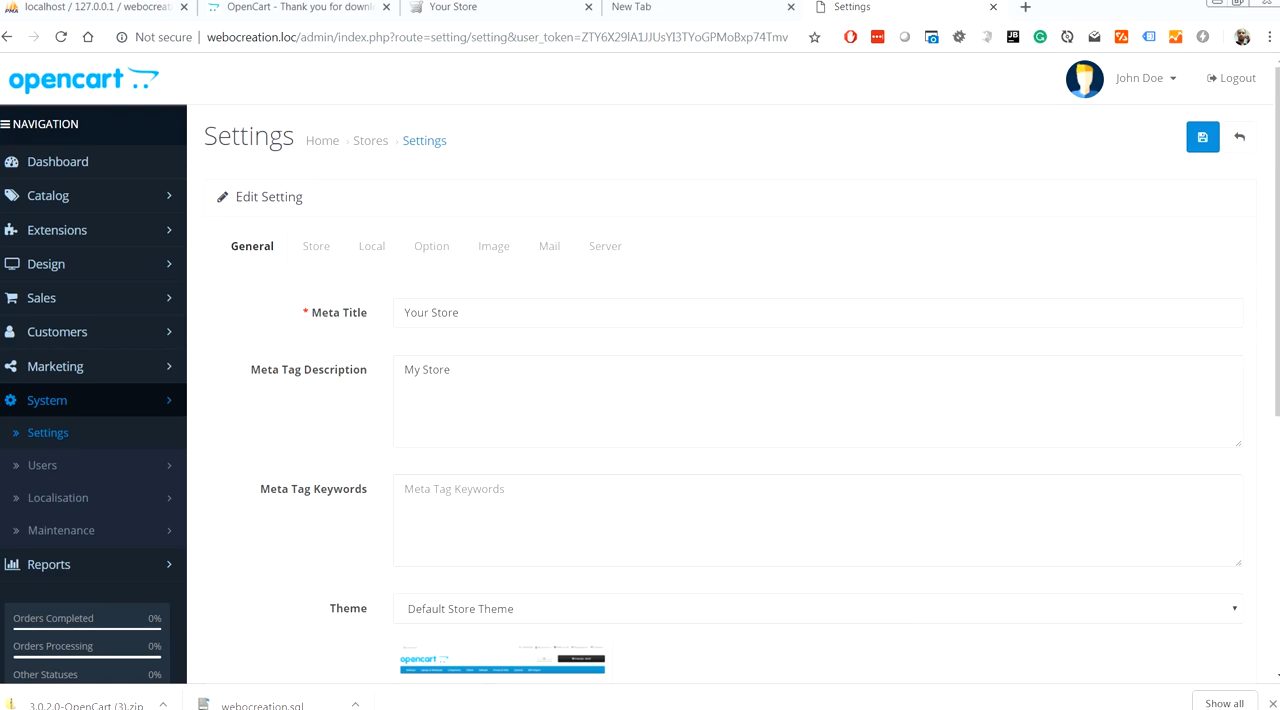 localhost / 127.0.0.1 / webocreat
OpenCart - Thank you for downl
Your Store
New Tab
Settings
Not secure
webocreation.loc/admin/index.php?route=setting/setting&user_token=ZTY6X29IA1JJUsYI3TYoGPMoBxp74Tmv
opencart
John Doe
Logout
NAVIGATION
Dashboard
Catalog
Extensions
Design
Sales
Customers
Marketing
System
Settings
Users
Localisation
Maintenance
Reports
Orders Completed 0%
Orders Processing 0%
Other Statuses 0%
Settings
Home › Stores › Settings
Edit Setting
General Store Local Option Image Mail Server
* Meta Title
Your Store
Meta Tag Description
My Store
Meta Tag Keywords
Meta Tag Keywords
Theme
Default Store Theme
opencart
3.0.2.0-OpenCart (3).zip
webocreation.sql
Show all